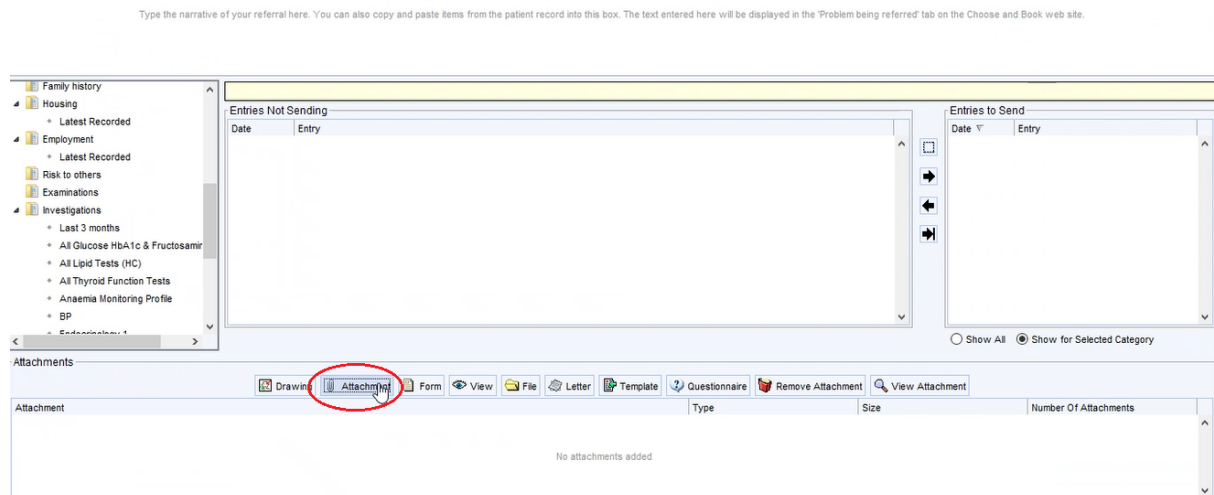 Type the narrative of your referral here. You can also copy and paste items from the patient record into this box. The text entered here will be displayed in the 'Problem being referred' tab on the Choose and Book web site.
Family history
Housing
Latest Recorded
Employment
Latest Recorded
Risk to others
Examinations
Investigations
Last 3 months
All Glucose HbA1c & Fructosamir
All Lipid Tests (HC)
All Thyroid Function Tests
Anaemia Monitoring Profile
BP
Endocrinology 1
Entries Not Sending
Date Entry
Entries to Send
Date Entry
Show All Show for Selected Category
Attachments
Drawing Attachment Form View File Letter Template Questionnaire Remove Attachment View Attachment
Attachment Type Size Number Of Attachments
No attachments added